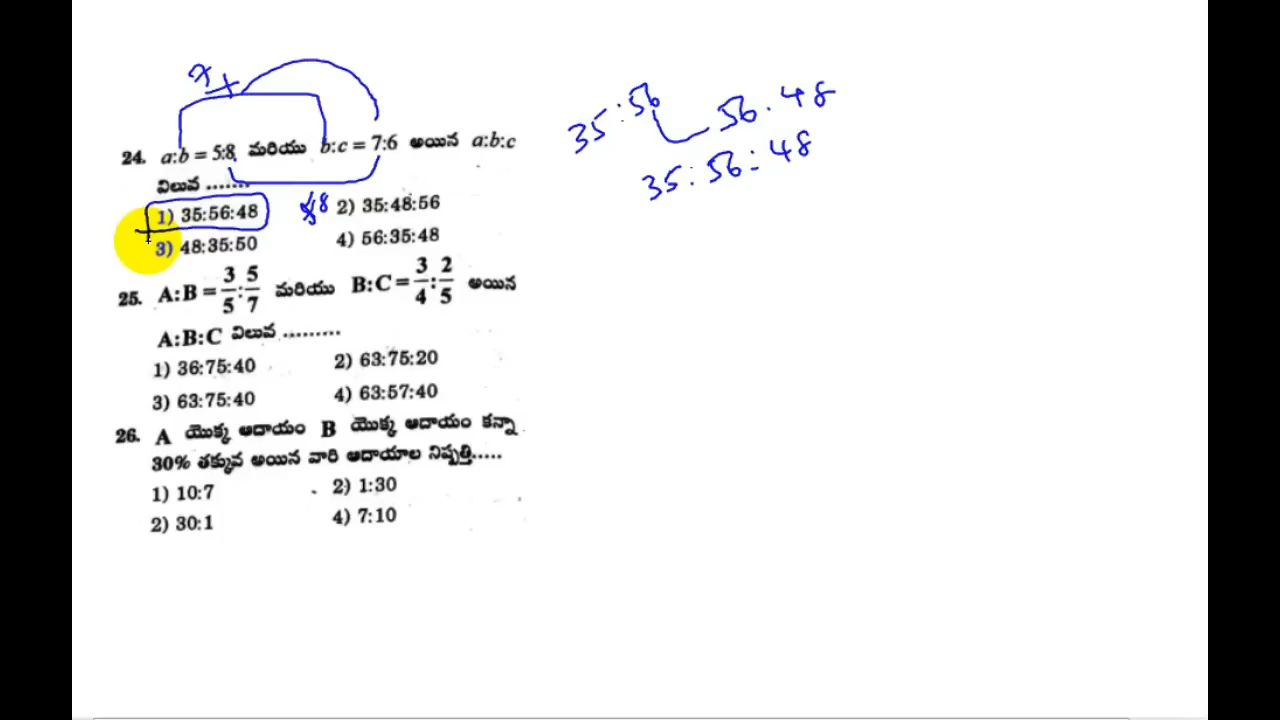 7
35:56 56.48
35:56:48
24. a:b = 5:8 మరియు b:c = 7:6 అయిన a:b:c
విలువ .......
1) 35:56:48 2) 35:48:56
3) 48:35:50 4) 56:35:48
25. A:B = 3/5:5/7 మరియు B:C = 3/4:2/5 అయిన
A:B:C విలువ .........
1) 36:75:40 2) 63:75:20
3) 63:75:40 4) 63:57:40
26. A యొక్క ఆదాయం B యొక్క ఆదాయం కన్నా
30% తక్కువ అయిన వారి ఆదాయాల నిష్పత్తి.....
1) 10:7 2) 1:30
2) 30:1 4) 7:10